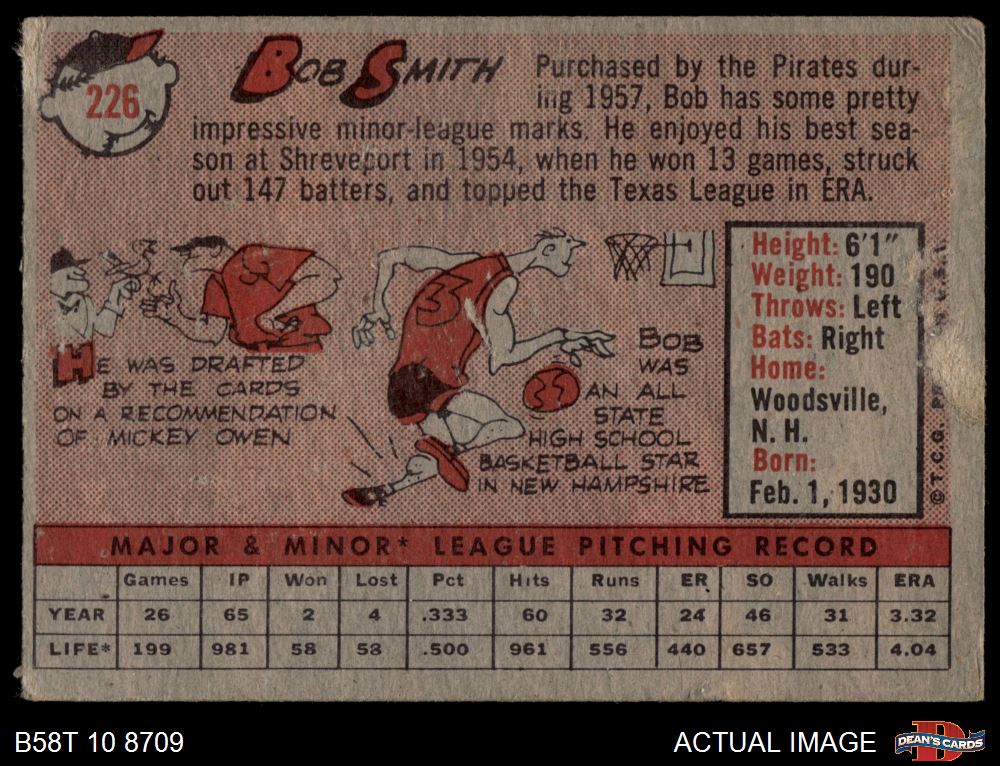 226
BOB SMITH
Purchased by the Pirates dur-
ing 1957, Bob has some pretty
impressive minor-league marks. He enjoyed his best sea-
son at Shreveport in 1954, when he won 13 games, struck
out 147 batters, and topped the Texas League in ERA.
HE WAS DRAFTED
BY THE CARDS
ON A RECOMMENDATION
OF MICKEY OWEN
33
33
BOB
WAS
AN ALL
STATE
HIGH SCHOOL
BASKETBALL STAR
IN NEW HAMPSHIRE
Height: 6'1"
Weight: 190
Throws: Left
Bats: Right
Home:
Woodsville,
N. H.
Born:
Feb. 1, 1930
© T.C.G.
MAJOR & MINOR* LEAGUE PITCHING RECORD
Games IP Won Lost Pct Hits Runs ER SO Walks ERA
YEAR 26 65 2 4 .333 60 32 24 46 31 3.32
LIFE* 199 981 58 58 .500 961 556 440 657 533 4.04
B58T 10 8709
ACTUAL IMAGE
DEAN'S CARDS